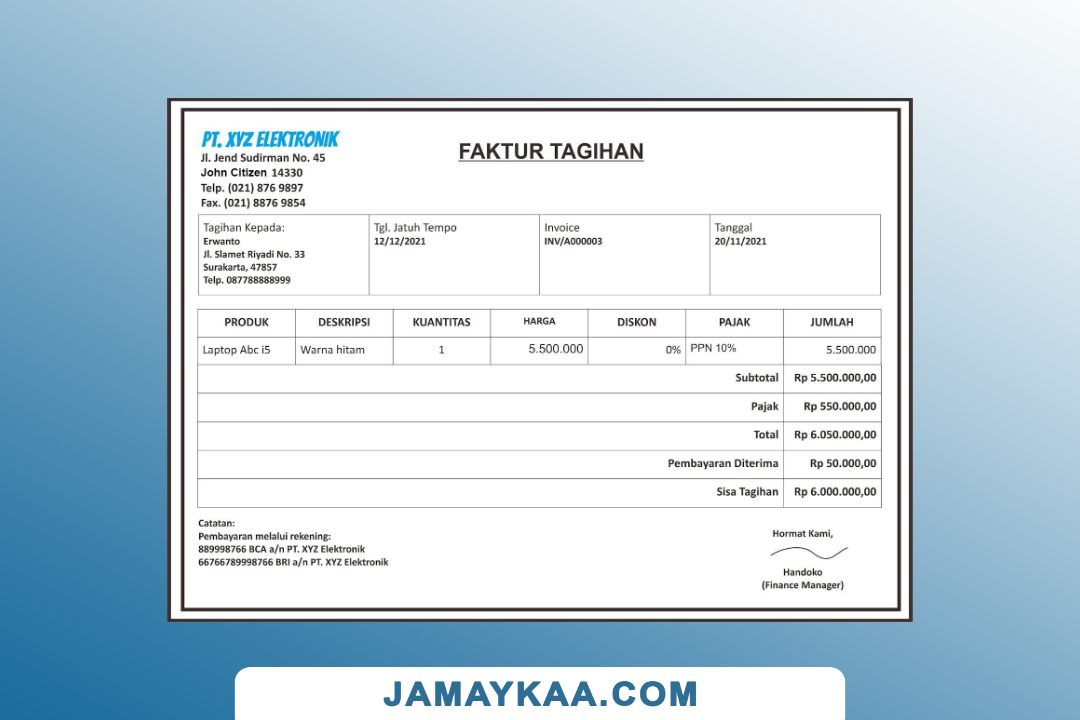 PT. XYZ ELEKTRONIK
Jl. Jend Sudirman No. 45
John Citizen 14330
Telp. (021) 876 9897
Fax. (021) 8876 9854
FAKTUR TAGIHAN
Tagihan Kepada:
Erwanto
Jl. Slamet Riyadi No. 33
Surakarta, 47857
Telp. 087788888999
Tgl. Jatuh Tempo
12/12/2021
Invoice
INV/A000003
Tanggal
20/11/2021
PRODUK DESKRIPSI KUANTITAS HARGA DISKON PAJAK JUMLAH
Laptop Abc i5 Warna hitam 1 5.500.000 0% PPN 10% 5.500.000
Subtotal Rp 5.500.000,00
Pajak Rp 550.000,00
Total Rp 6.050.000,00
Pembayaran Diterima Rp 50.000,00
Sisa Tagihan Rp 6.000.000,00
Catatan:
Pembayaran melalui rekening:
889998766 BCA a/n PT. XYZ Elektronik
66766789998766 BRI a/n PT. XYZ Elektronik
Hormat Kami,
Handoko
(Finance Manager)
JAMAYKAA.COM